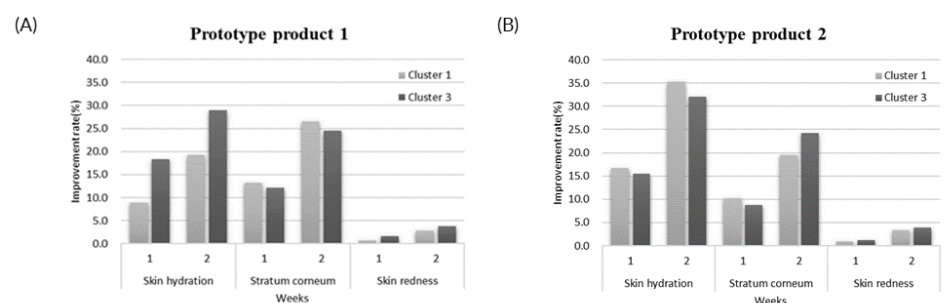 (A)
Prototype product 1
Improvement rate(%)
40.0
35.0
30.0
25.0
20.0
15.0
10.0
5.0
0.0
Cluster 1
Cluster 3
1 2 1 2 1 2
Skin hydration Stratum corneum Skin redness
Weeks
(B)
Prototype product 2
Improvement rate(%)
40.0
35.0
30.0
25.0
20.0
15.0
10.0
5.0
0.0
Cluster 1
Cluster 3
1 2 1 2 1 2
Skin hydration Stratum corneum Skin redness
Weeks